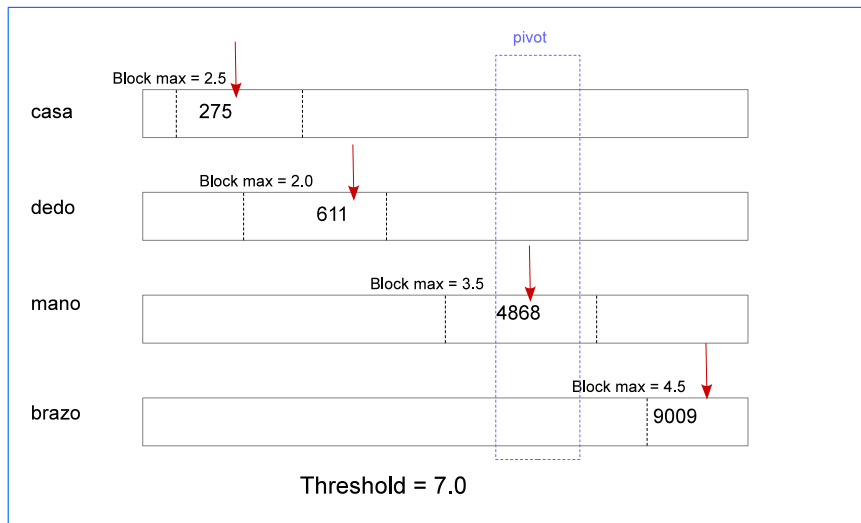 pivot
Block max = 2.5
casa
275
Block max = 2.0
dedo
611
Block max = 3.5
mano
4868
Block max = 4.5
brazo
9009
Threshold = 7.0